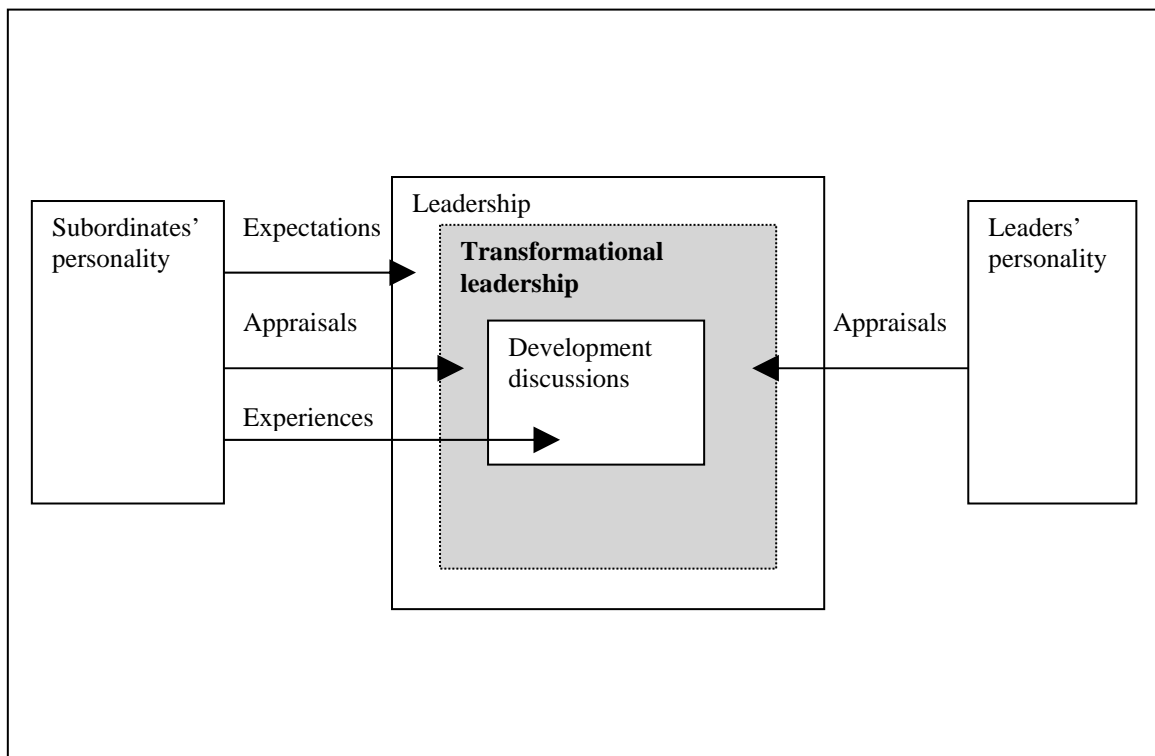 Subordinates’
personality
Expectations
Appraisals
Experiences
Leadership
Transformational
leadership
Development
discussions
Appraisals
Leaders’
personality